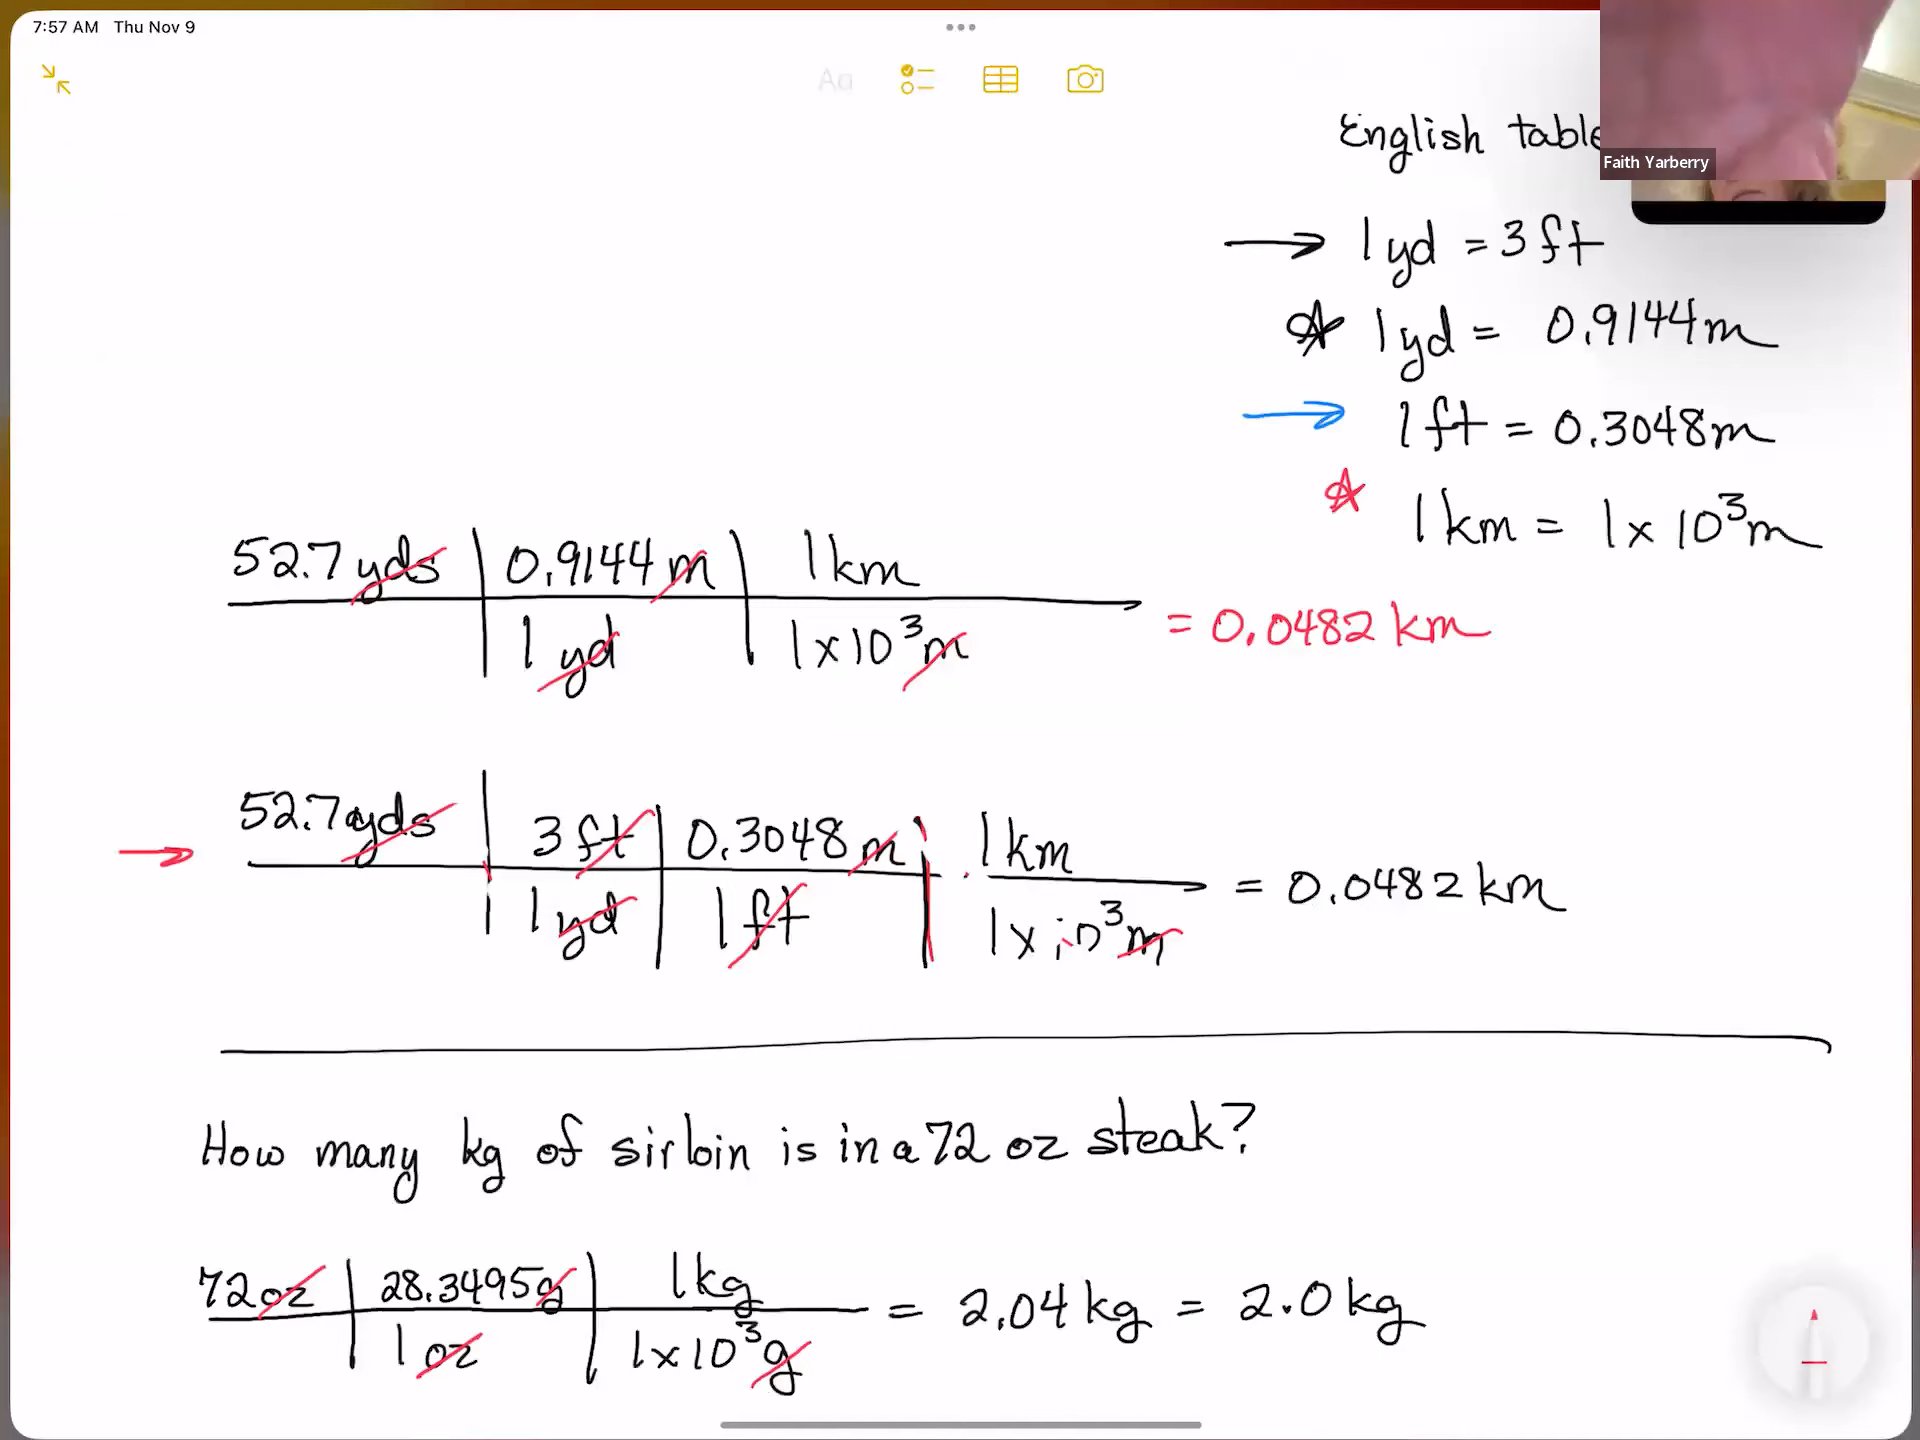 7:57 AM Thu Nov 9
Aa
English table
Faith Yarberry
→ 1 yd = 3 ft
☆ 1 yd = 0.9144 m
→ 1 ft = 0.3048 m
☆ 1 km = 1 x 10³ m
52.7 yds | 0.9144 m | 1 km
1 yd | 1 x 10³ m
= 0.0482 km
→ 52.7 yds | 3 ft | 0.3048 m | 1 km
1 yd | 1 ft | 1 x 10³ m
= 0.0482 km
How many kg of sirloin is in a 72 oz steak?
72 oz | 28.3495 g | 1 kg
1 oz | 1 x 10³ g
= 2.04 kg = 2.0 kg